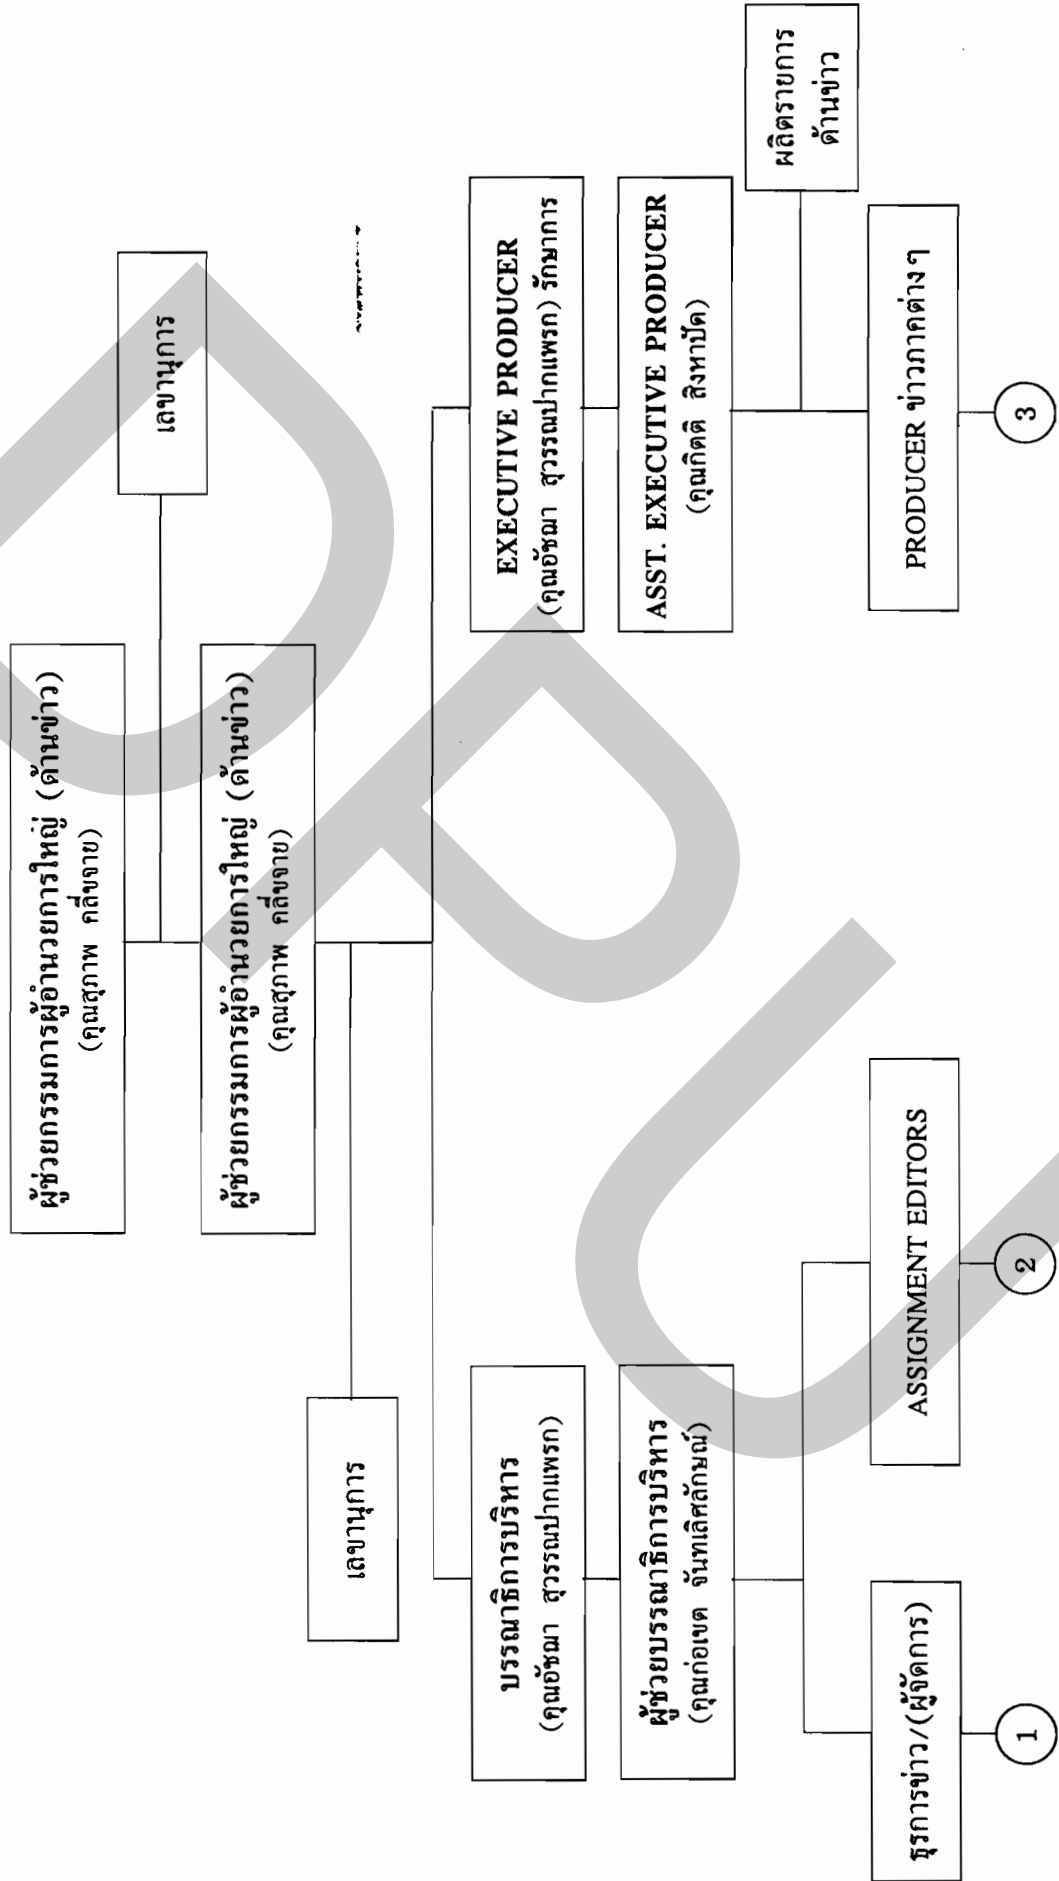 ผู้ช่วยกรรมการผู้อำนวยการใหญ่ (ด้านข่าว)
(คุณสุภาพ คลี่ขจาย)
เลขานุการ
ผู้ช่วยกรรมการผู้อำนวยการใหญ่ (ด้านข่าว)
(คุณสุภาพ คลี่ขจาย)
เลขานุการ
บรรณาธิการบริหาร
(คุณอัชฌา สุวรรณปากแพรก)
EXECUTIVE PRODUCER
(คุณอัชฌา สุวรรณปากแพรก) รักษาการ
ผู้ช่วยบรรณาธิการบริหาร
(คุณก่อเขต จันทเลิศลักษณ์)
ASST. EXECUTIVE PRODUCER
(คุณกิตติ สิงหาปัด)
ผลิตรายการ
ด้านข่าว
ธุรการข่าว/(ผู้จัดการ)
ASSIGNMENT EDITORS
PRODUCER ข่าวภาคต่างๆ
1
2
3
DPU